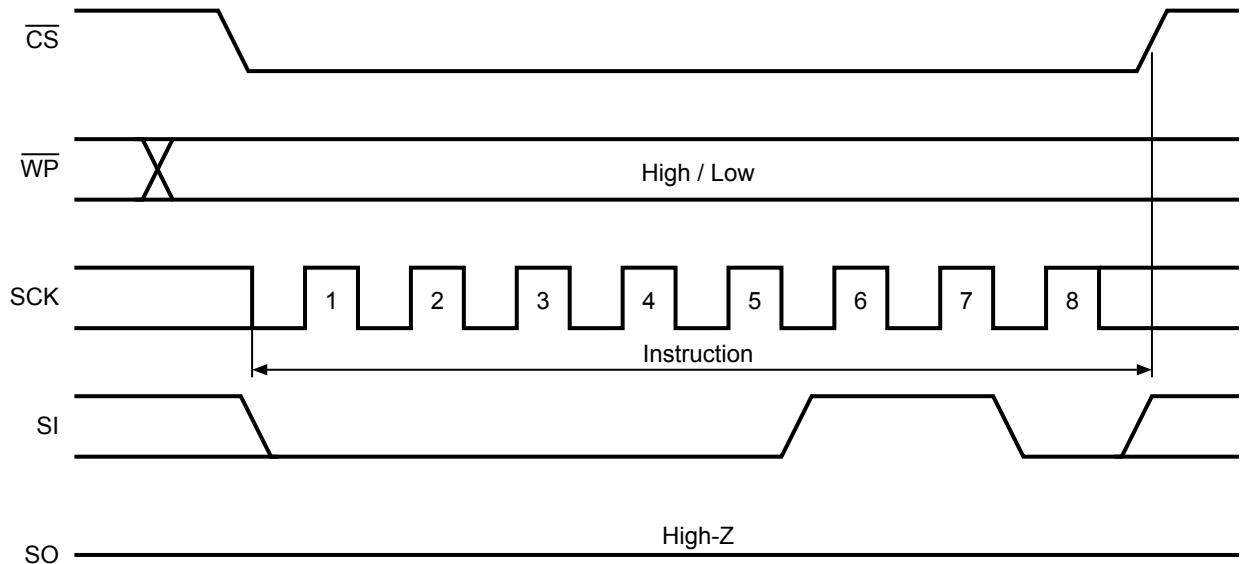 CS
WP
High / Low
SCK
1 2 3 4 5 6 7 8
Instruction
SI
High-Z
SO